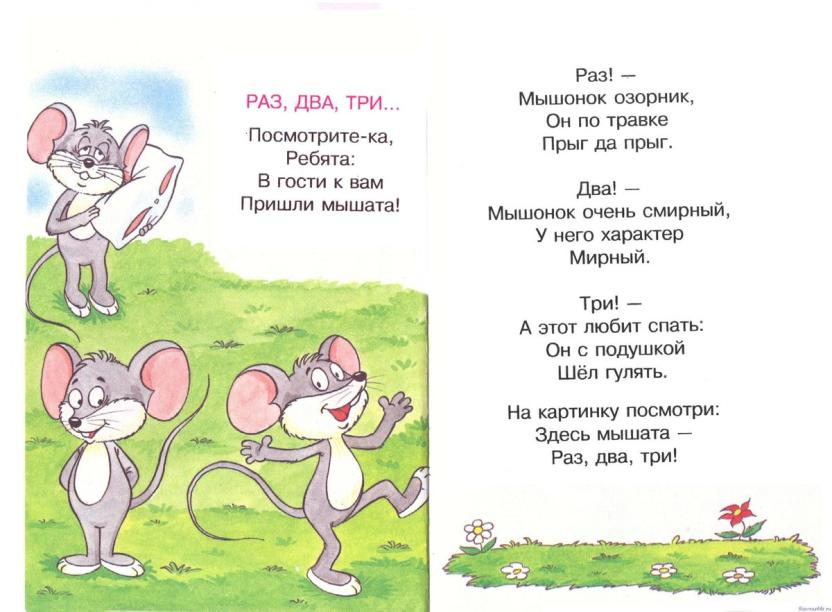 РАЗ, ДВА, ТРИ...
Посмотрите-ка,
Ребята:
В гости к вам
Пришли мышата!
Раз! —
Мышонок озорник,
Он по травке
Прыг да прыг.
Два! —
Мышонок очень смирный,
У него характер
Мирный.
Три! —
А этот любит спать:
Он с подушкой
Шёл гулять.
На картинку посмотри:
Здесь мышата —
Раз, два, три!